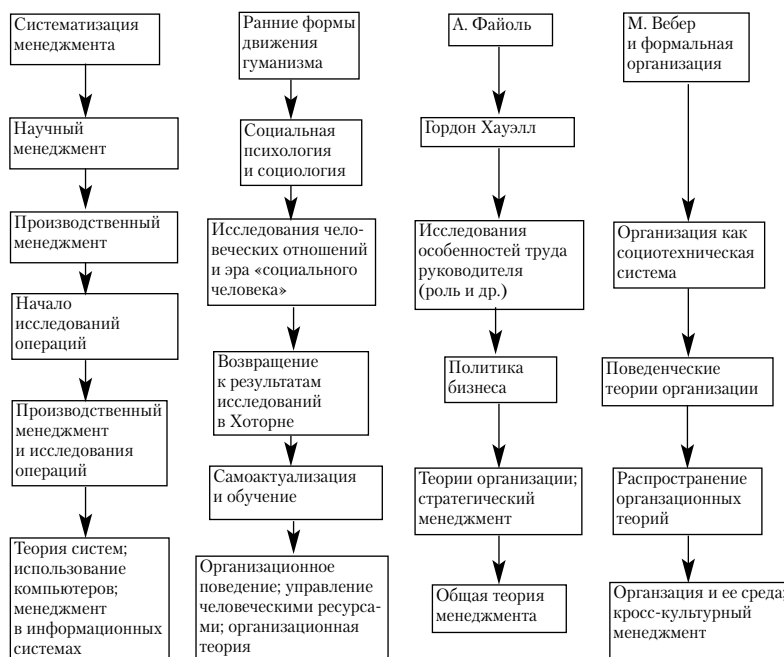 Систематизация
менеджмента
Научный
менеджмент
Производственный
менеджмент
Начало
исследований
операций
Производственный
менеджмент
и исследования
операций
Теория систем;
использование
компьютеров;
менеджмент
в информационных
системах
Ранние формы
движения
гуманизма
Социальная
психология
и социология
Исследования чело-
веческих отношений
и эра «социального
человека»
Возвращение
к результатам
исследований
в Хоторне
Самоактуализация
и обучение
Организационное
поведение; управление
человеческими ресурса-
ми; организационная
теория
А. Файоль
Гордон Хауэлл
Исследования
особенностей труда
руководителя
(роль и др.)
Политика
бизнеса
Теории организации;
стратегический
менеджмент
Общая теория
менеджмента
М. Вебер
и формальная
организация
Организация как
социотехническая
система
Поведенческие
теории организации
Распространение
органзационных
теорий
Органзация и ее среда;
кросс-культурный
менеджмент